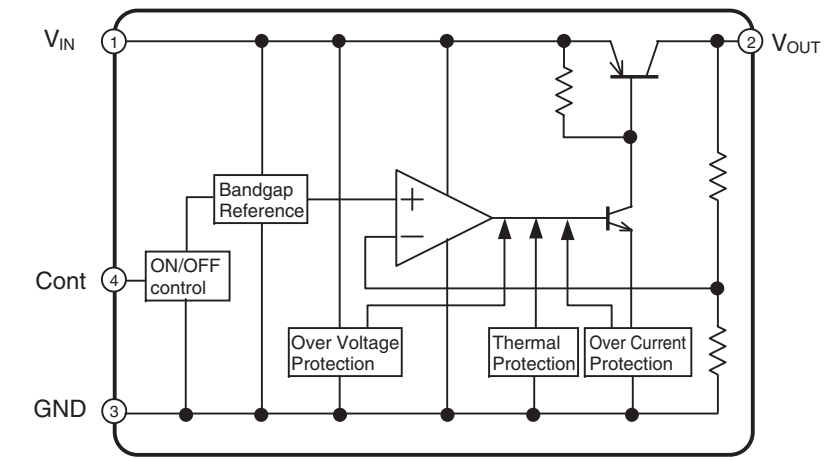 VIN
1
2
VOUT
Bandgap
Reference
+
−
Cont
4
ON/OFF
control
Over Voltage
Protection
Thermal
Protection
Over Current
Protection
GND
3